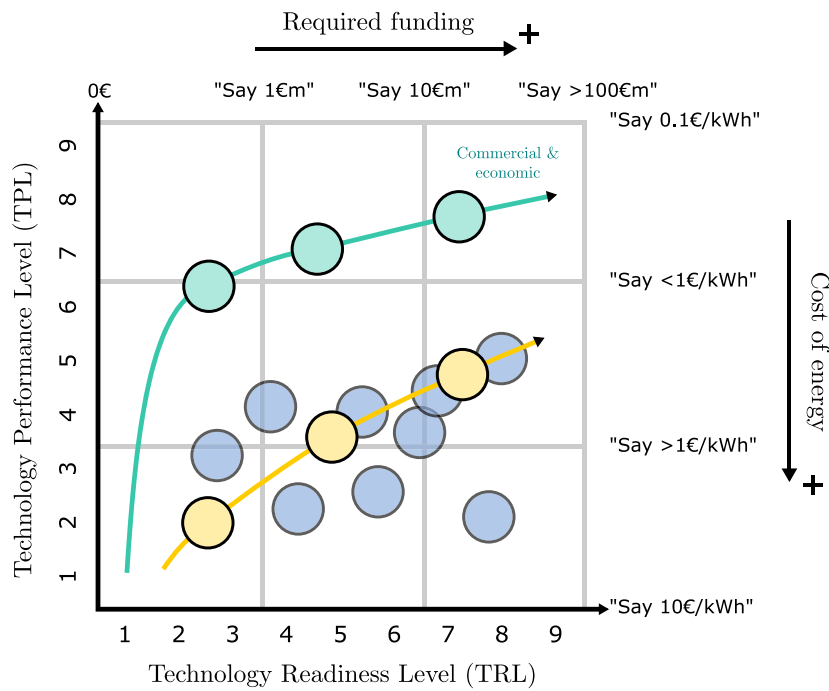 Required funding
+
0€
"Say 1€m"
"Say 10€m"
"Say >100€m"
"Say 0.1€/kWh"
Commercial &
economic
"Say <1€/kWh"
"Say >1€/kWh"
"Say 10€/kWh"
Cost of energy
+
Technology Performance Level (TPL)
9
8
7
6
5
4
3
2
1
1 2 3 4 5 6 7 8 9
Technology Readiness Level (TRL)